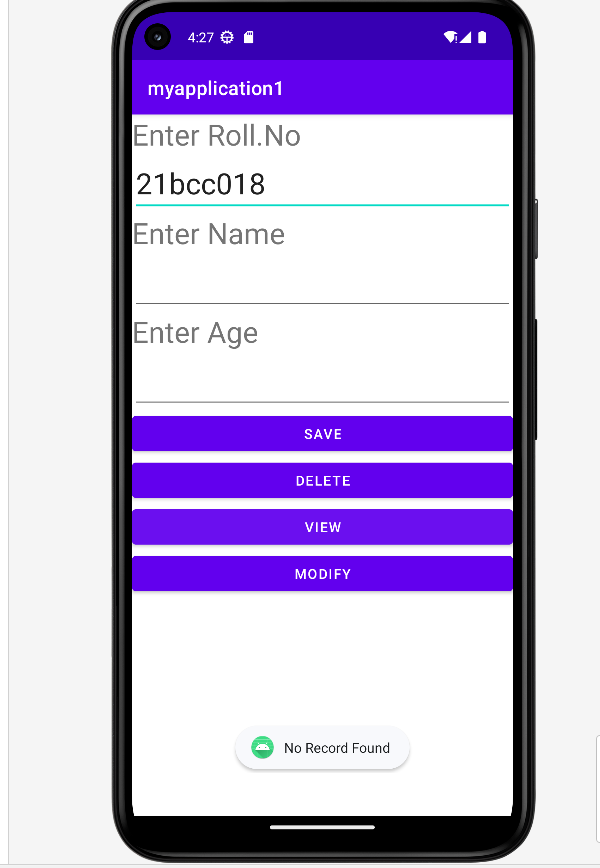 4:27
myapplication1
Enter Roll.No
21bcc018
Enter Name
Enter Age
SAVE
DELETE
VIEW
MODIFY
No Record Found